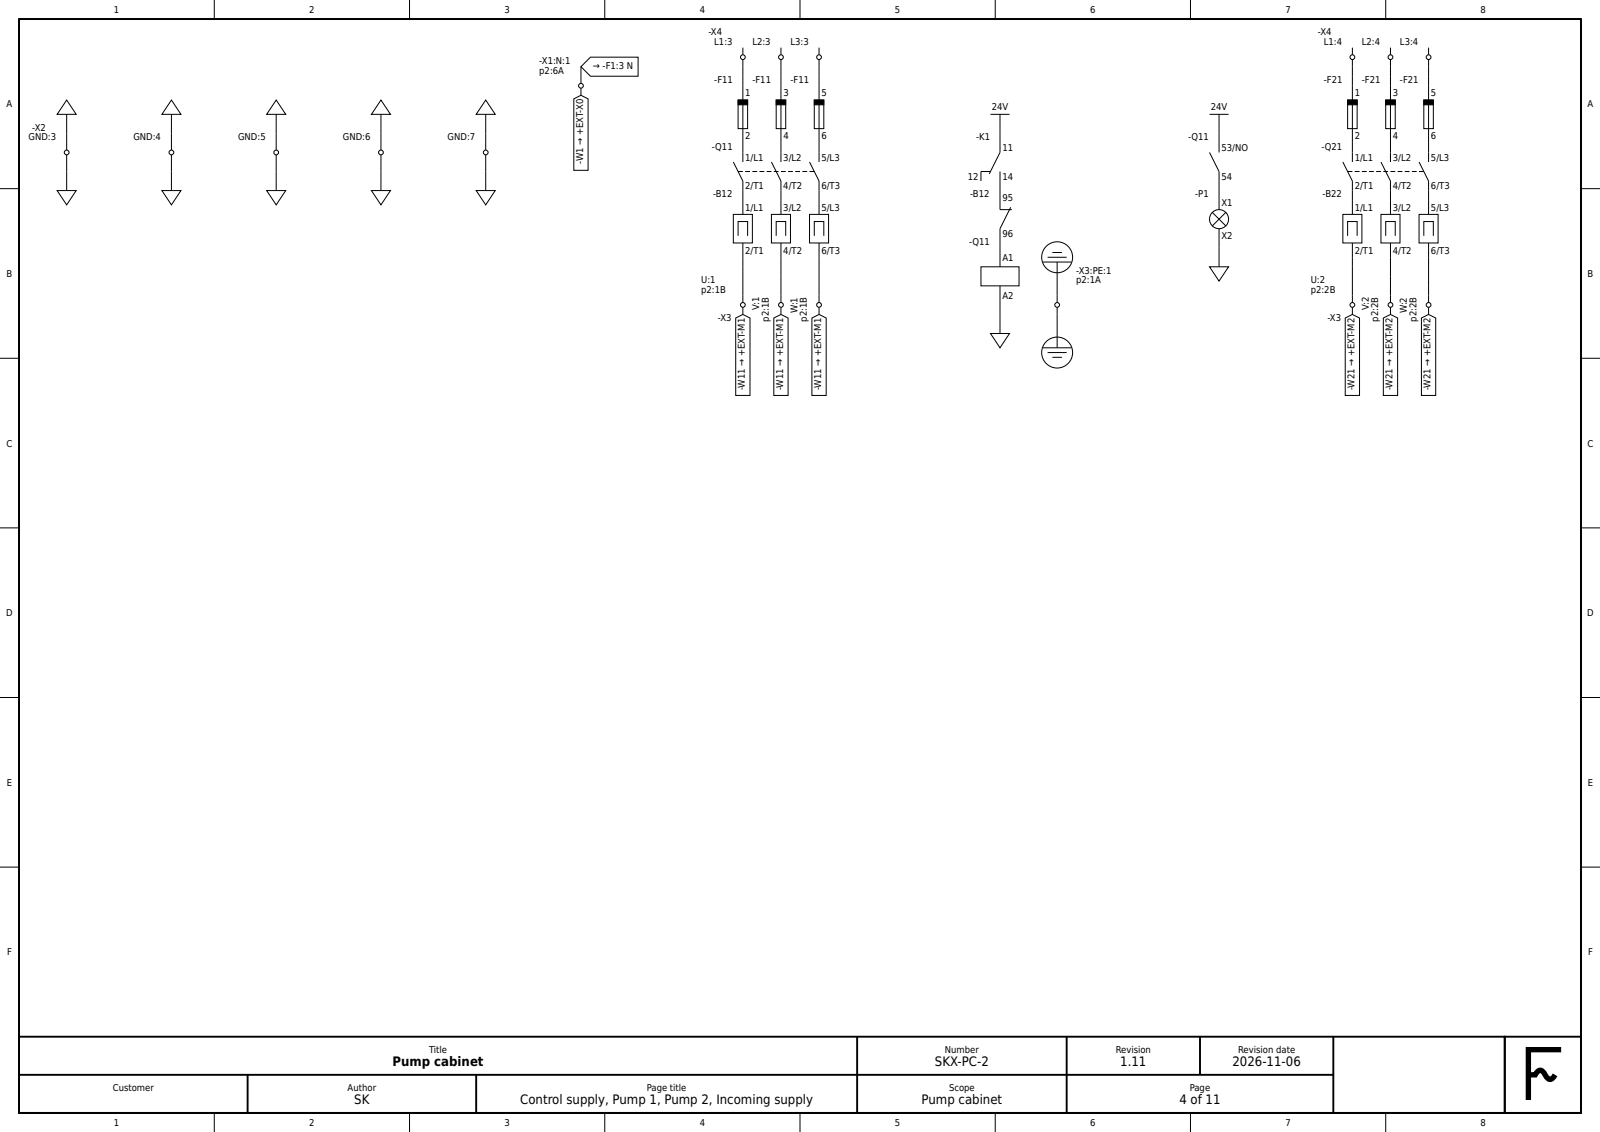 1 2 3 4 5 6 7 8
-X4
L1:3 L2:3 L3:3
-X4
L1:4 L2:4 L3:4
-X1:N:1
p2:6A
→ -F1:3 N
-W1 → +EXT-X0
A
A
-X2
GND:3
GND:4
GND:5
GND:6
GND:7
-F11 -F11 -F11
1 3 5
2 4 6
-Q11
1/L1 3/L2 5/L3
2/T1 4/T2 6/T3
-B12
1/L1 3/L2 5/L3
2/T1 4/T2 6/T3
U:1
p2:1B
V:1
p2:1B
W:1
p2:1B
-X3
-W11 → +EXT-M1
-W11 → +EXT-M1
-W11 → +EXT-M1
24V
-K1
11
12
14
-B12
95
96
-Q11
A1
A2
-X3:PE:1
p2:1A
24V
-Q11
53/NO
54
-P1
X1
X2
-F21 -F21 -F21
1 3 5
2 4 6
-Q21
1/L1 3/L2 5/L3
2/T1 4/T2 6/T3
-B22
1/L1 3/L2 5/L3
2/T1 4/T2 6/T3
U:2
p2:2B
V:2
p2:2B
W:2
p2:2B
-X3
-W21 → +EXT-M2
-W21 → +EXT-M2
-W21 → +EXT-M2
B
B
C
C
D
D
E
E
F
F
Title
Pump cabinet
Number
SKX-PC-2
Revision
1.11
Revision date
2026-11-06
Customer
Author
SK
Page title
Control supply, Pump 1, Pump 2, Incoming supply
Scope
Pump cabinet
Page
4 of 11
1 2 3 4 5 6 7 8